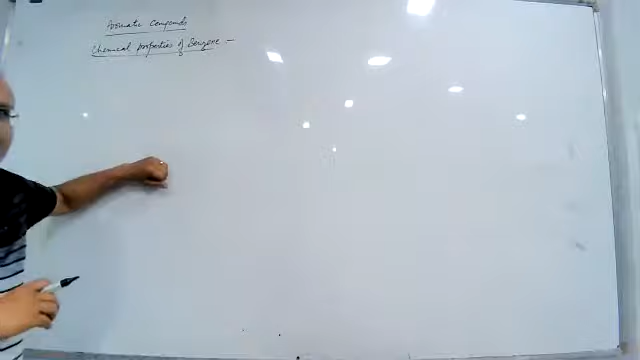 Aromatic Compounds
Chemical properties of Benzene :-